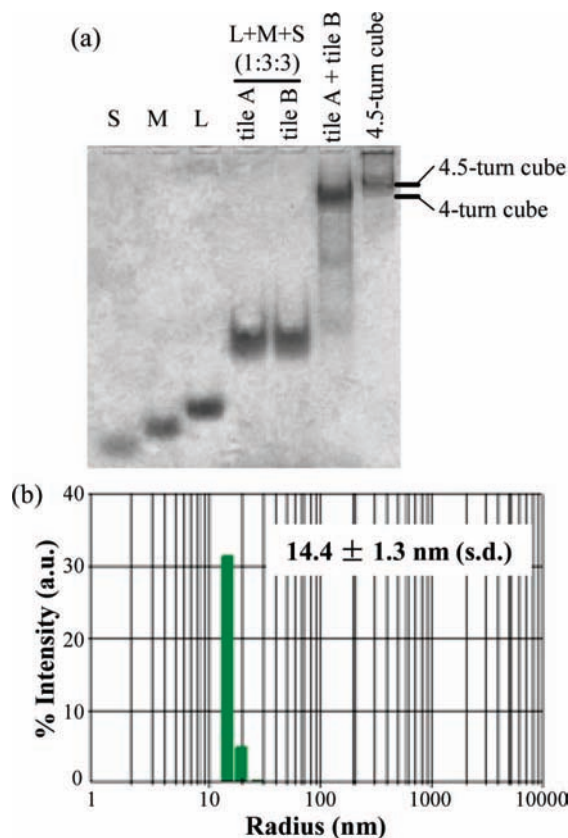 (a)
L+M+S
(1:3:3)
S M L tile A tile B tile A + tile B 4.5-turn cube
4.5-turn cube
4-turn cube
(b)
40
30
20
10
0
% Intensity (a.u.)
14.4 ± 1.3 nm (s.d.)
1 10 100 1000 10000
Radius (nm)